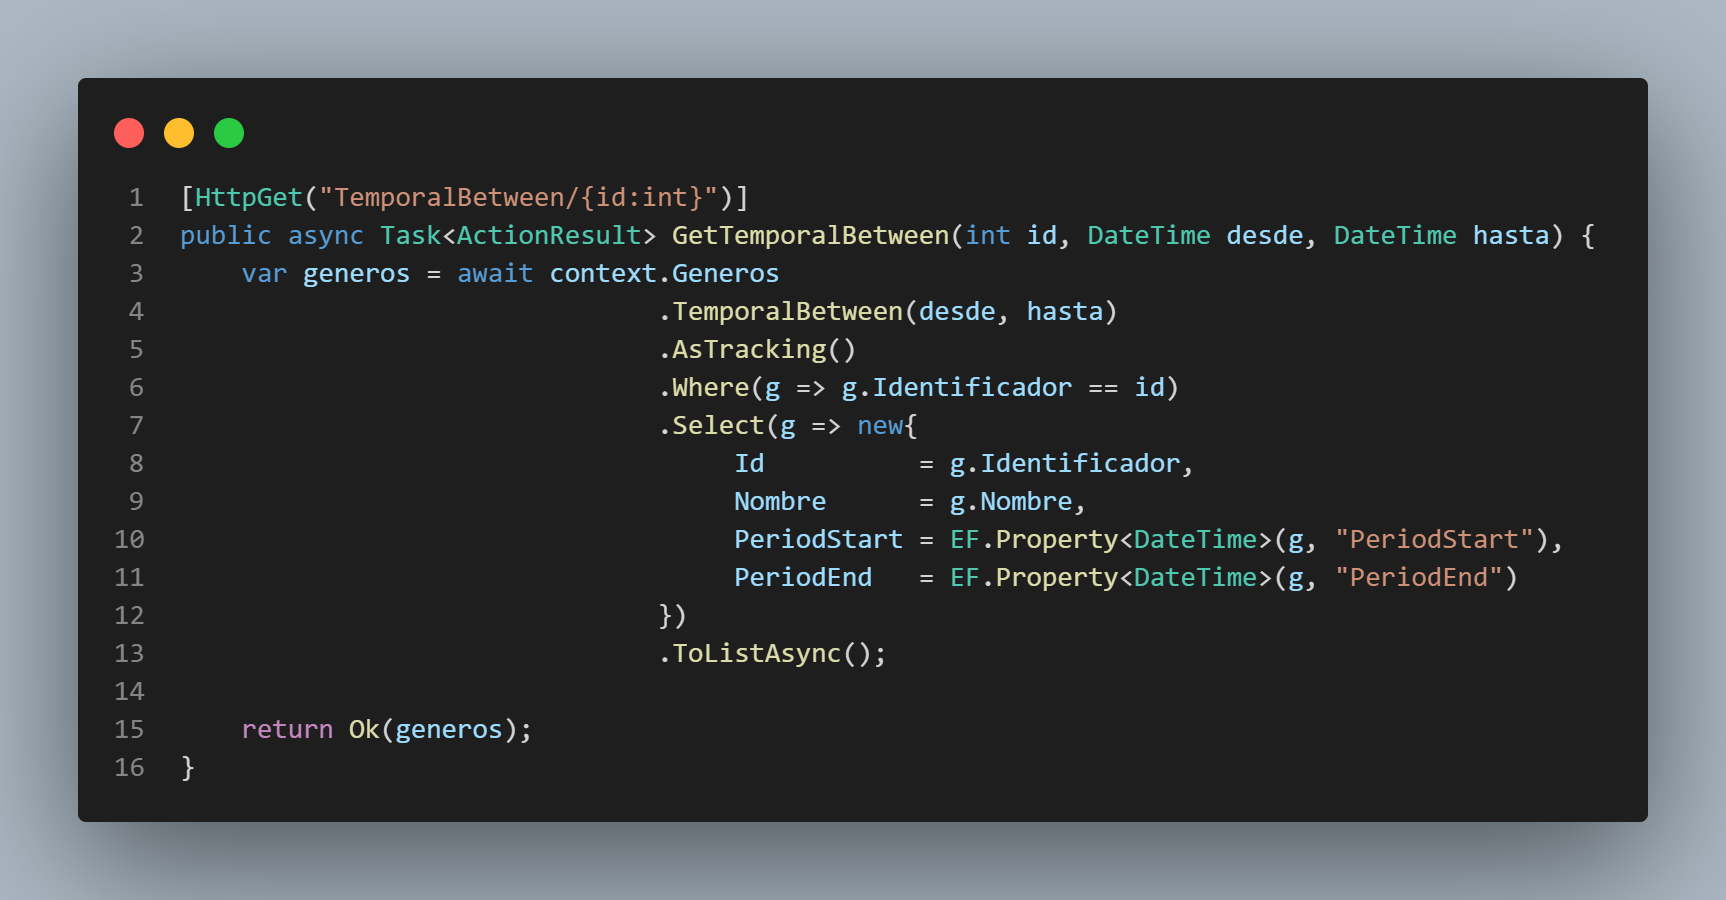 1 [HttpGet("TemporalBetween/{id:int}")]
2 public async Task<ActionResult> GetTemporalBetween(int id, DateTime desde, DateTime hasta) {
3     var generos = await context.Generos
4                                .TemporalBetween(desde, hasta)
5                                .AsTracking()
6                                .Where(g => g.Identificador == id)
7                                .Select(g => new{
8                                     Id          = g.Identificador,
9                                     Nombre      = g.Nombre,
10                                     PeriodStart = EF.Property<DateTime>(g, "PeriodStart"),
11                                     PeriodEnd   = EF.Property<DateTime>(g, "PeriodEnd")
12                                })
13                                .ToListAsync();
14
15     return Ok(generos);
16 }